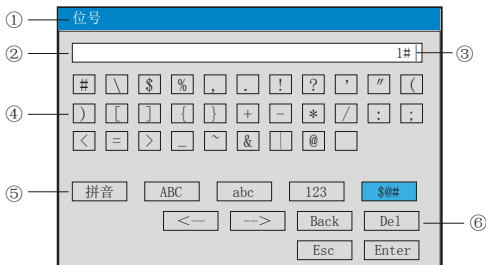 ① 位号
② 1# ③
# \ $ % , . ! ? ' " (
④ ) [ ] { } + - * / : ;
< = > _ ~ & | @
⑤ 拼音 ABC abc 123 $@#
<-- --> Back Del ⑥
Esc Enter